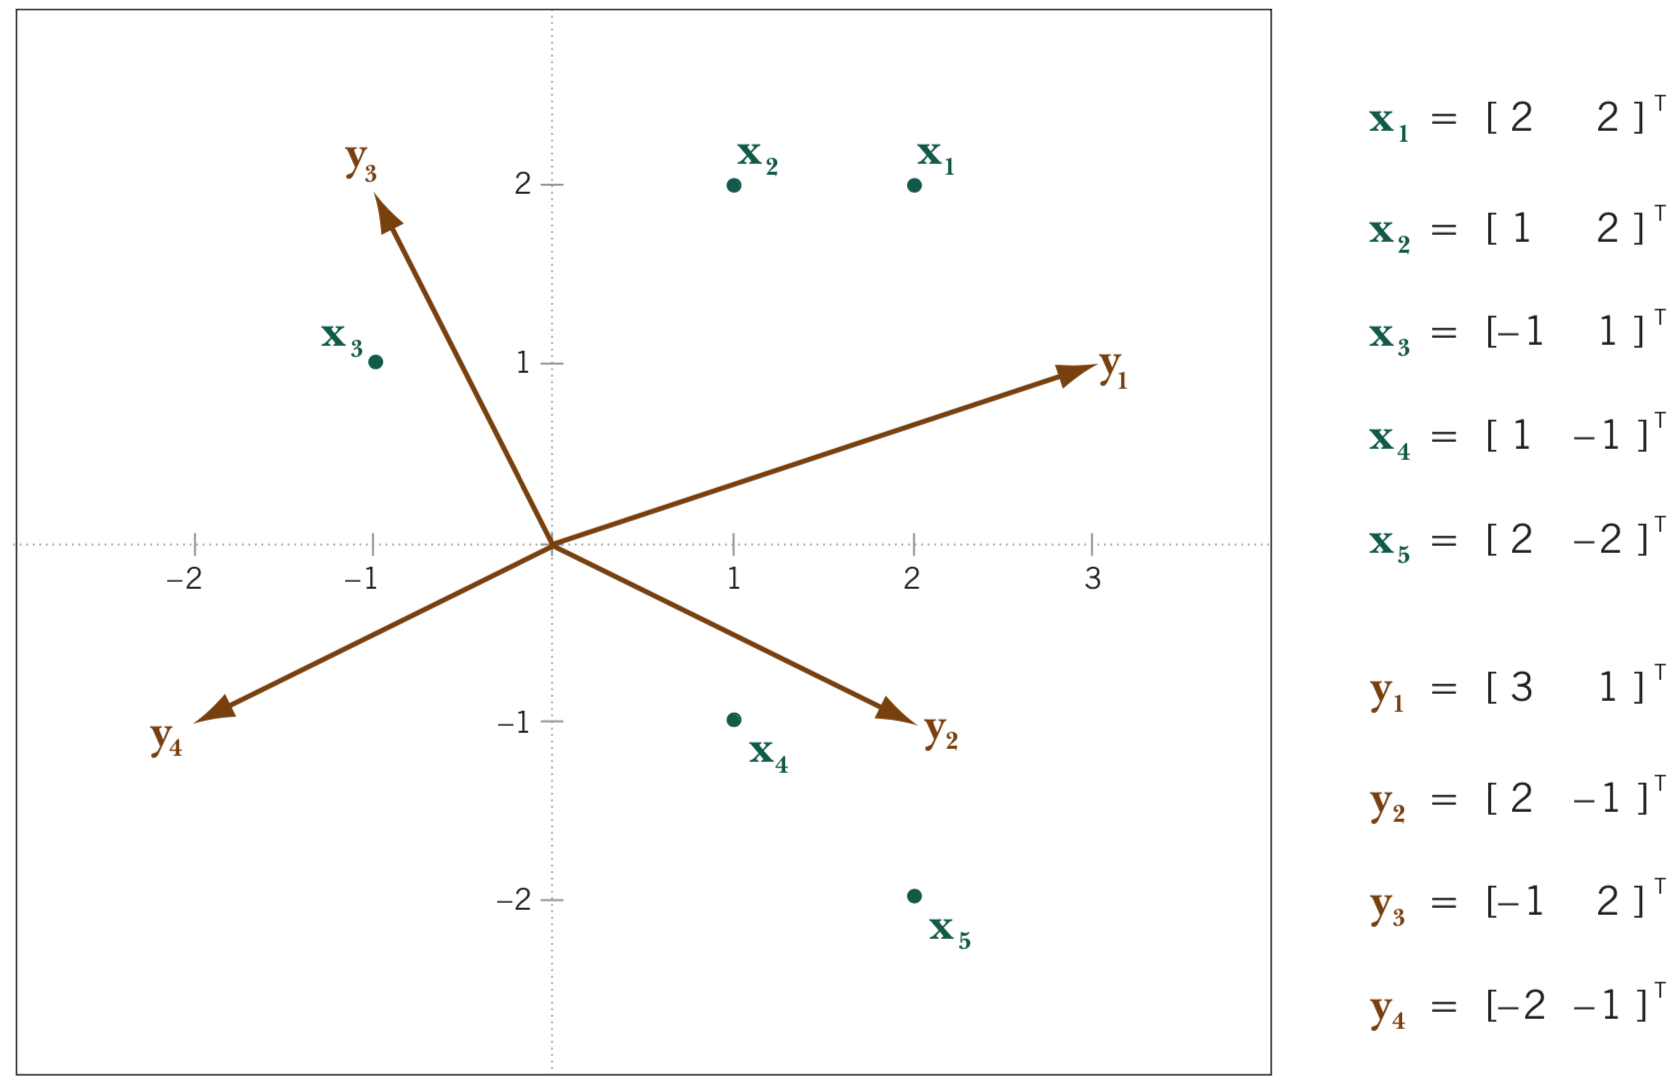 y₃
x₂
x₁
2
x₃
1
y₁
–2
–1
1
2
3
–1
y₄
y₂
x₄
–2
x₅
x₁ = [ 2 2 ]ᵀ
x₂ = [ 1 2 ]ᵀ
x₃ = [–1 1 ]ᵀ
x₄ = [ 1 –1 ]ᵀ
x₅ = [ 2 –2 ]ᵀ
y₁ = [ 3 1 ]ᵀ
y₂ = [ 2 –1 ]ᵀ
y₃ = [–1 2 ]ᵀ
y₄ = [–2 –1 ]ᵀ